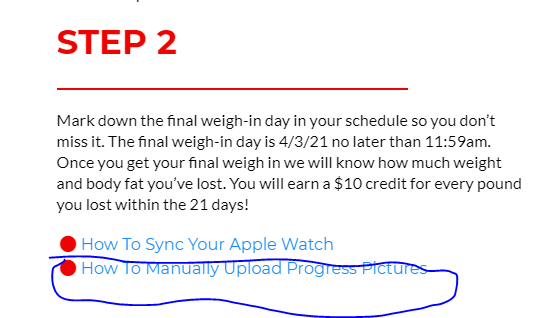 STEP 2
Mark down the final weigh-in day in your schedule so you don't
miss it. The final weigh-in day is 4/3/21 no later than 11:59am.
Once you get your final weigh in we will know how much weight
and body fat you've lost. You will earn a $10 credit for every pound
you lost within the 21 days!
How To Sync Your Apple Watch
How To Manually Upload Progress Pictures